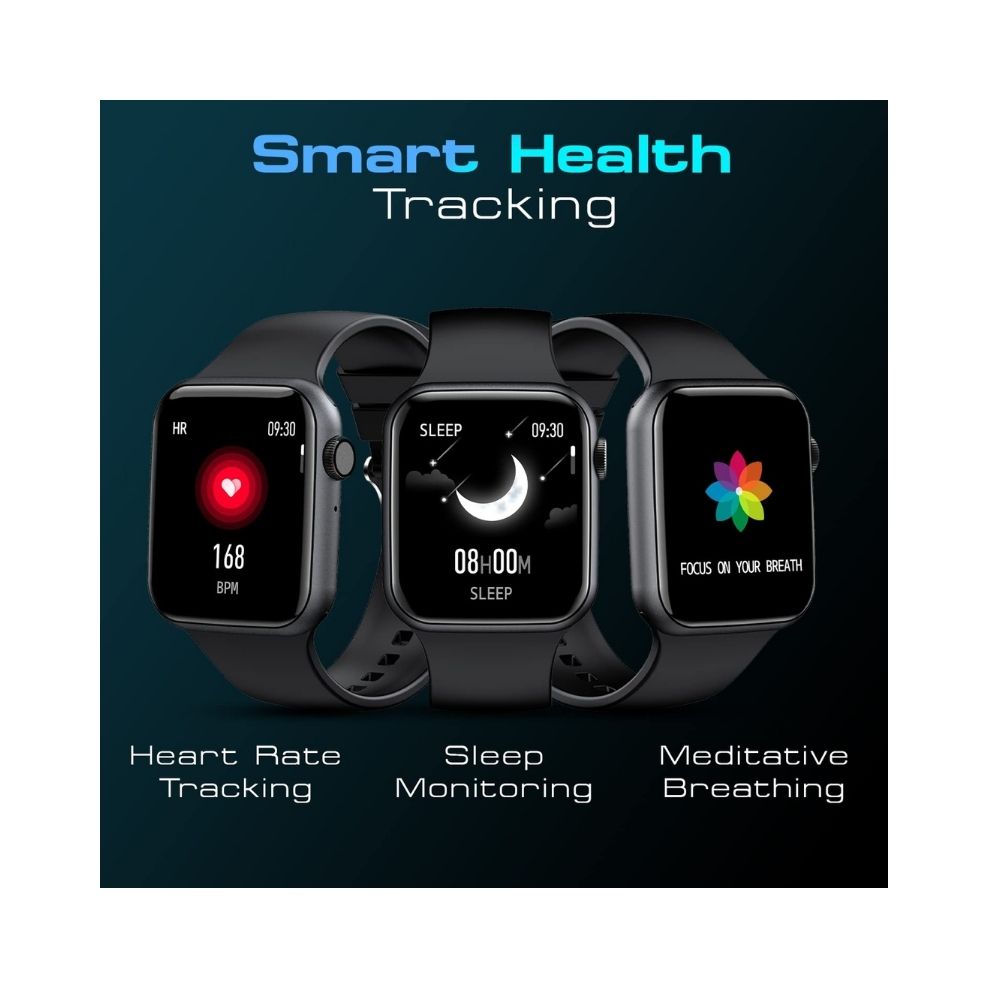 Smart Health
Tracking
HR 09:30
168
BPM
SLEEP 09:30
08H00M
SLEEP
FOCUS ON YOUR BREATH
Heart Rate
Tracking
Sleep
Monitoring
Meditative
Breathing